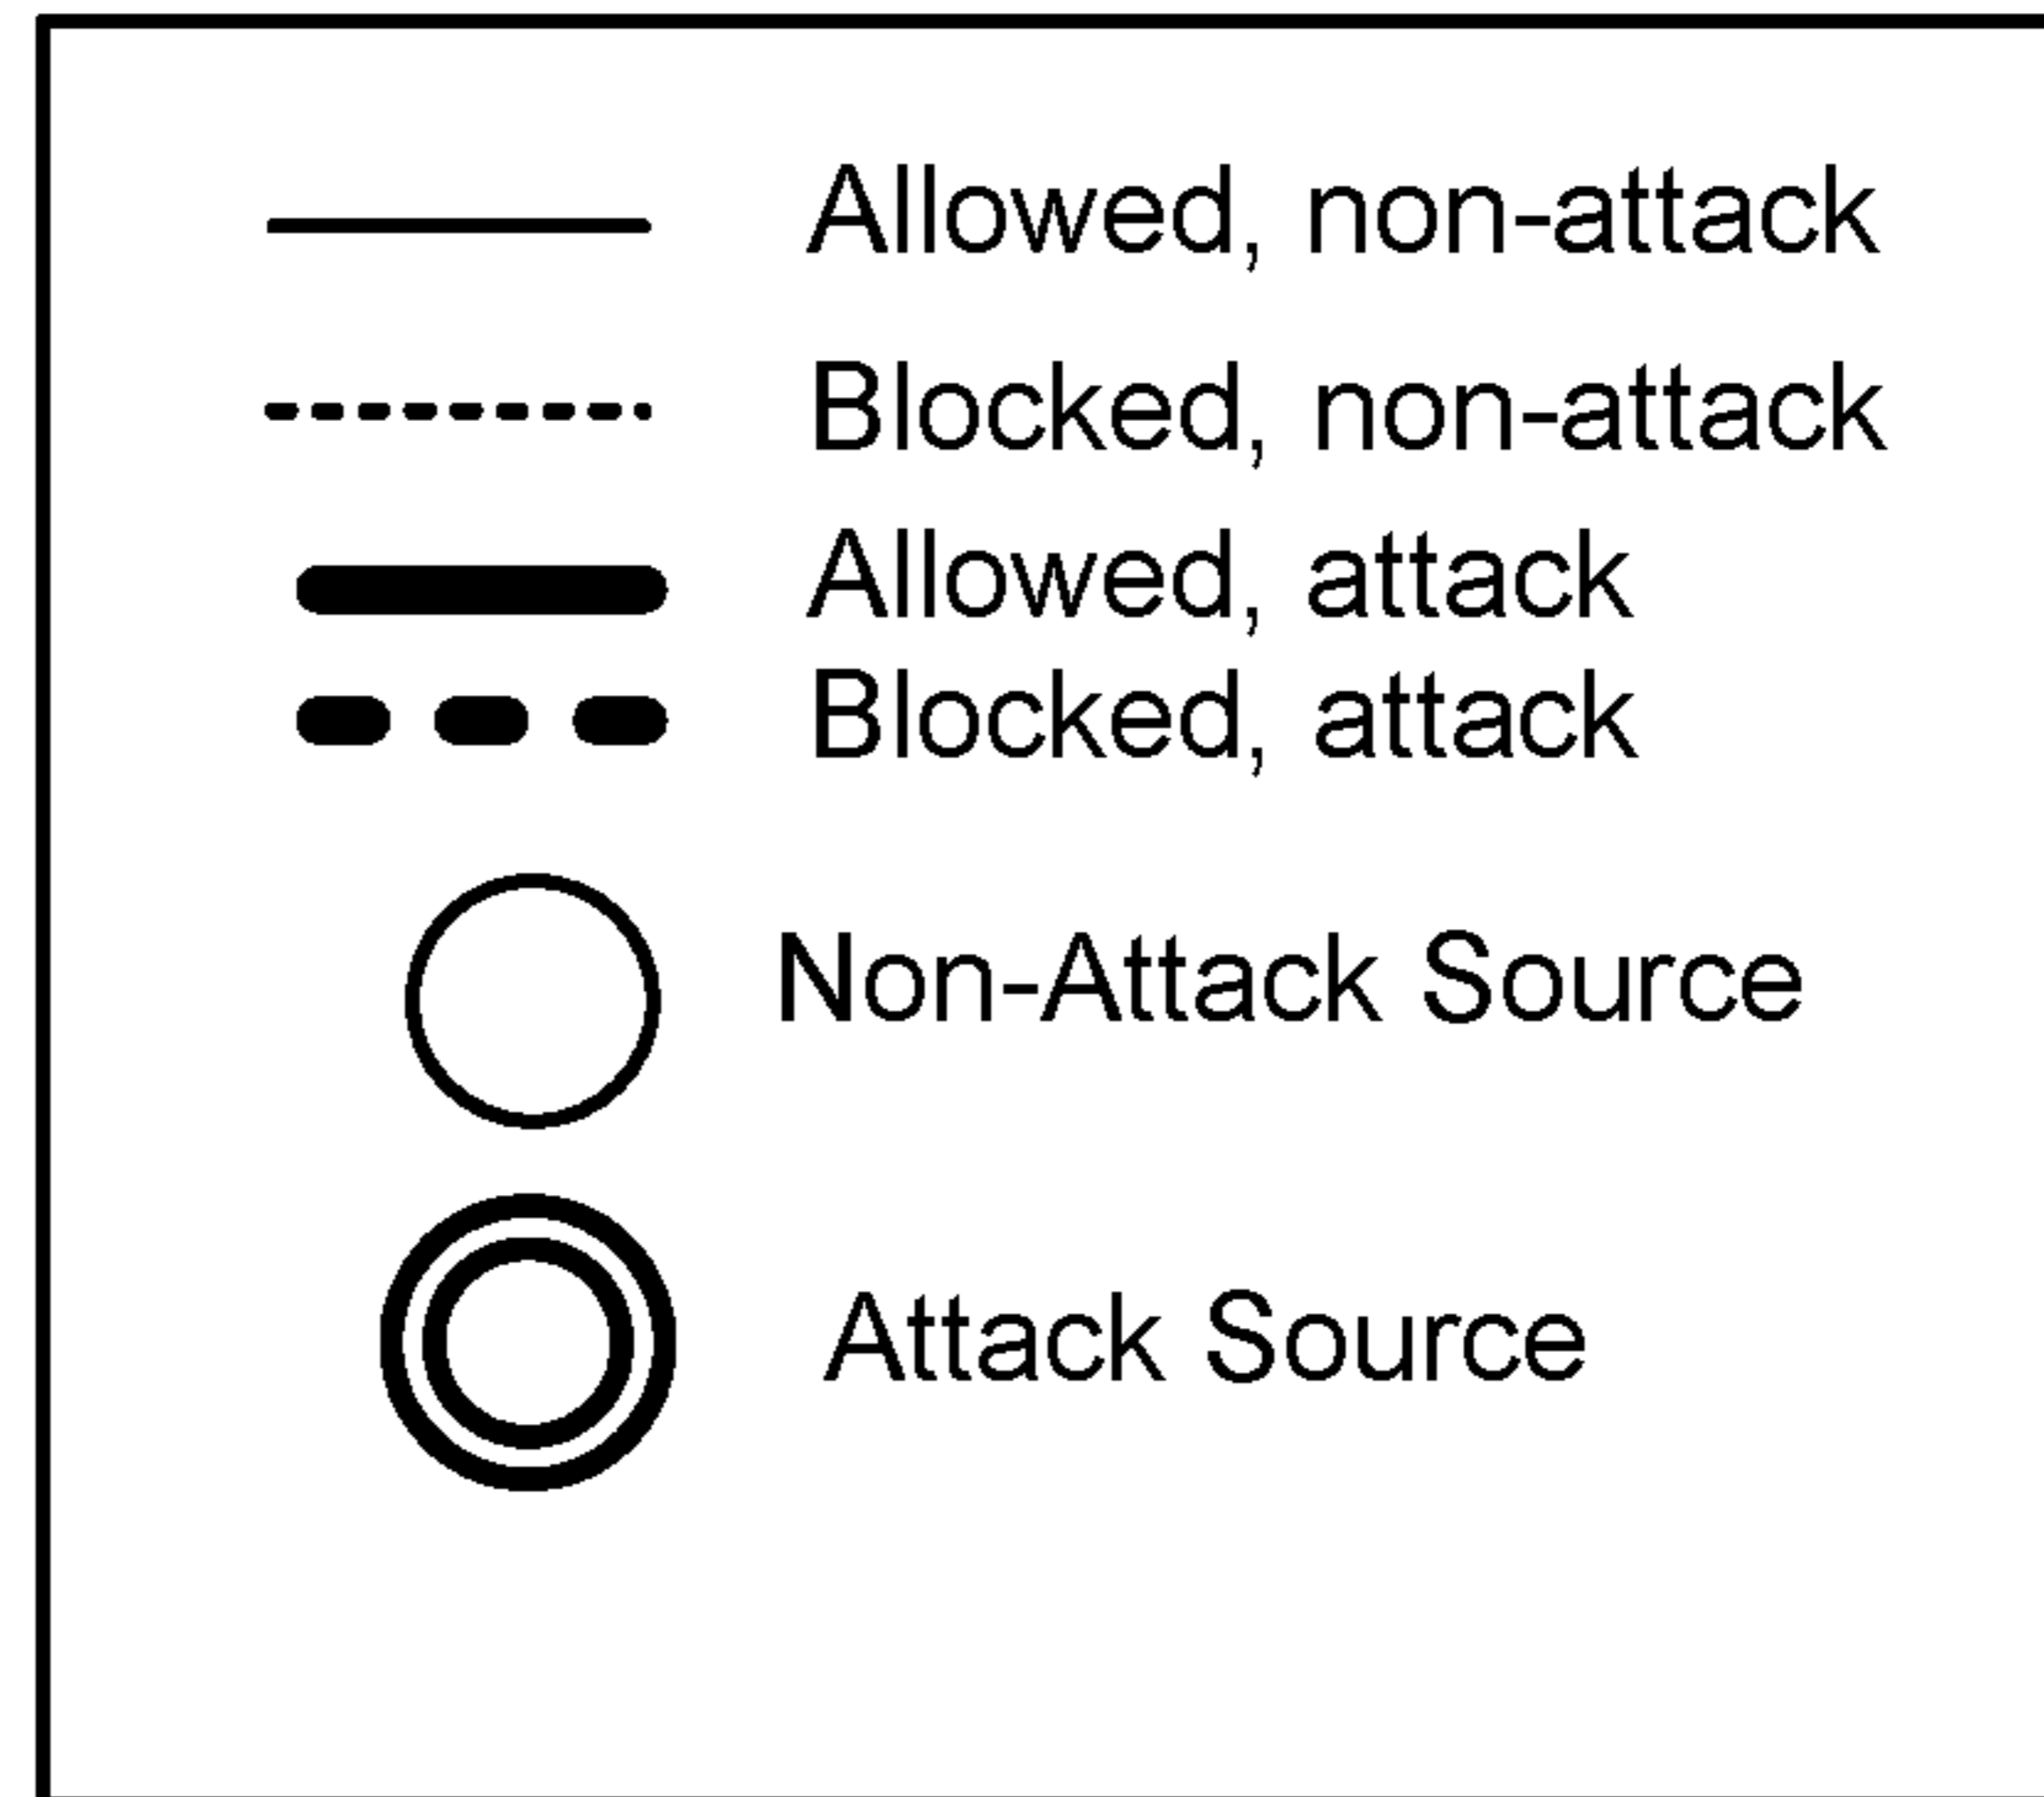 Allowed, non-attack
Blocked, non-attack
Allowed, attack
Blocked, attack
Non-Attack Source
Attack Source